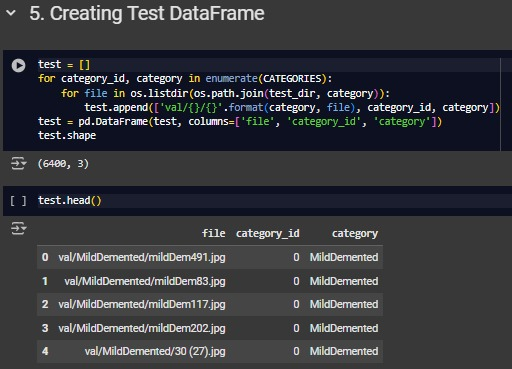 5. Creating Test DataFrame
test = []
for category_id, category in enumerate(CATEGORIES):
    for file in os.listdir(os.path.join(test_dir, category)):
        test.append(['val/{}/{}'.format(category, file), category_id, category])
test = pd.DataFrame(test, columns=['file', 'category_id', 'category'])
test.shape
(6400, 3)
[ ] test.head()
file category_id category
0 val/MildDemented/mildDem491.jpg 0 MildDemented
1 val/MildDemented/mildDem83.jpg 0 MildDemented
2 val/MildDemented/mildDem117.jpg 0 MildDemented
3 val/MildDemented/mildDem202.jpg 0 MildDemented
4 val/MildDemented/30 (27).jpg 0 MildDemented